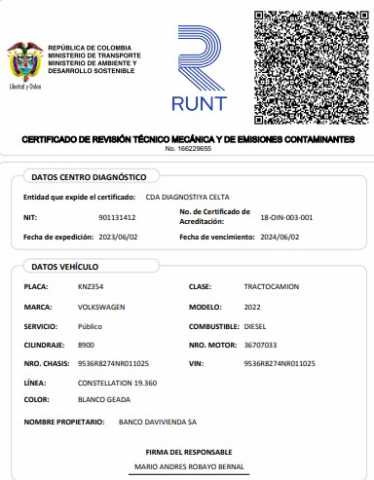 REPÚBLICA DE COLOMBIA
MINISTERIO DE TRANSPORTE
MINISTERIO DE AMBIENTE Y
DESARROLLO SOSTENIBLE
Libertad y Orden
RUNT
CERTIFICADO DE REVISIÓN TÉCNICO MECÁNICA Y DE EMISIONES CONTAMINANTES
No. 166229655
DATOS CENTRO DIAGNÓSTICO
Entidad que expide el certificado: CDA DIAGNOSTIYA CELTA
NIT: 901131412 No. de Certificado de Acreditación: 18-OIN-003-001
Fecha de expedición: 2023/06/02 Fecha de vencimiento: 2024/06/02
DATOS VEHÍCULO
PLACA: KNZ354 CLASE: TRACTOCAMION
MARCA: VOLKSWAGEN MODELO: 2022
SERVICIO: Público COMBUSTIBLE: DIESEL
CILINDRAJE: 8900 NRO. MOTOR: 36707033
NRO. CHASIS: 9536R8274NR011025 VIN: 9536R8274NR011025
LÍNEA: CONSTELLATION 19.360
COLOR: BLANCO GEADA
NOMBRE PROPIETARIO: BANCO DAVIVIENDA SA
FIRMA DEL RESPONSABLE
MARIO ANDRES ROBAYO BERNAL